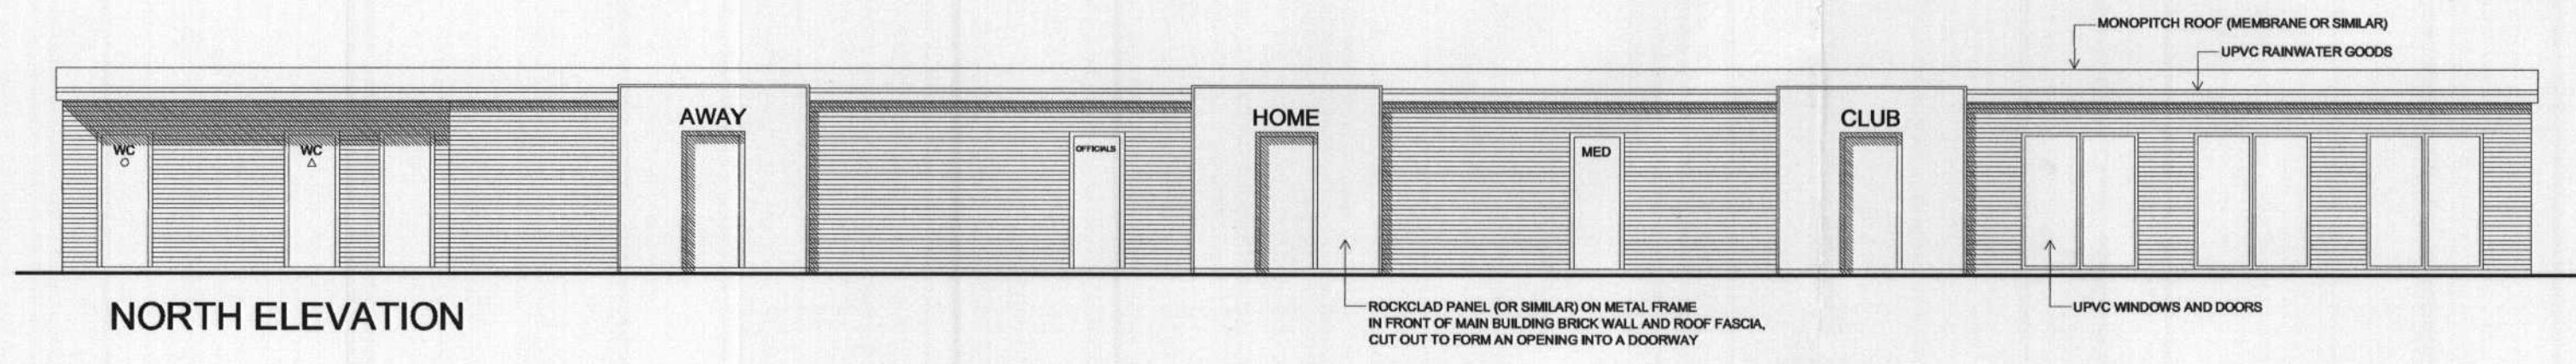 MONOPITCH ROOF (MEMBRANE OR SIMILAR)
UPVC RAINWATER GOODS
AWAY
HOME
CLUB
WC
WC
OFFICIALS
MED
ROCKCLAD PANEL (OR SIMILAR) ON METAL FRAME
IN FRONT OF MAIN BUILDING BRICK WALL AND ROOF FASCIA,
CUT OUT TO FORM AN OPENING INTO A DOORWAY
UPVC WINDOWS AND DOORS
NORTH ELEVATION